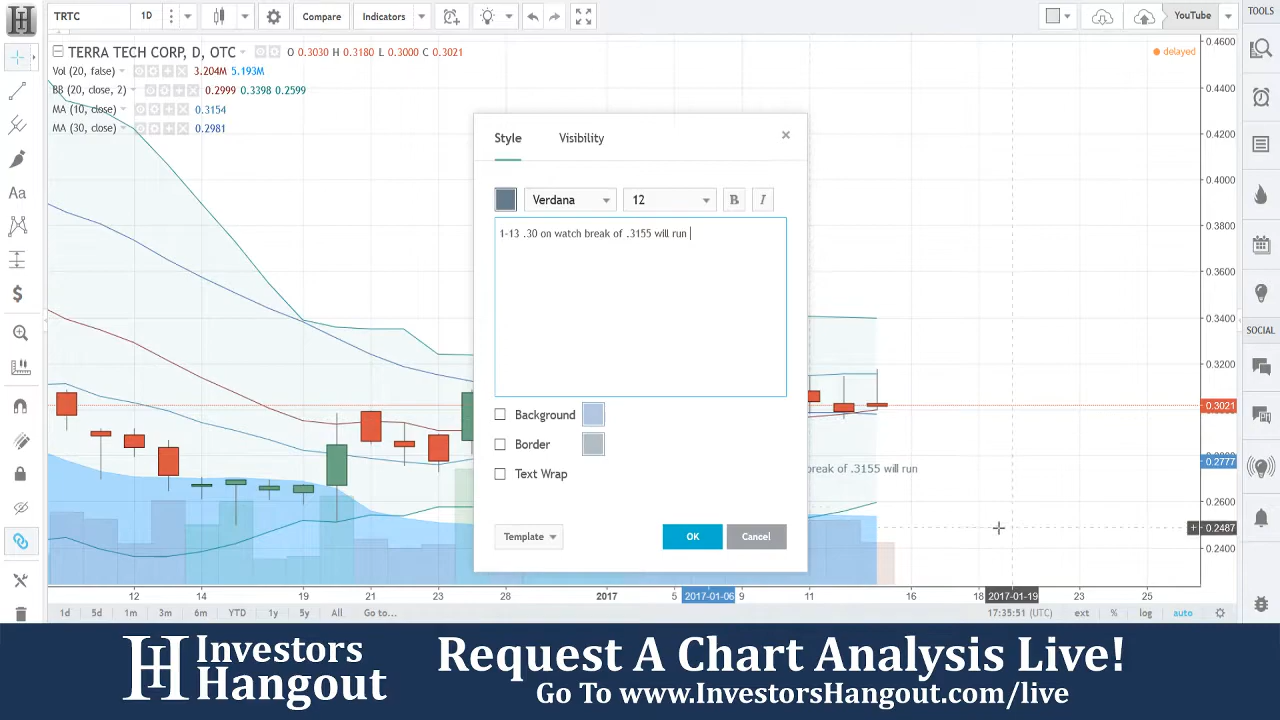 TRTC 1D Compare Indicators YouTube TOOLS
TERRA TECH CORP, D, OTC O 0.3030 H 0.3180 L 0.3000 C 0.3021
Vol (20, false) 3.204M 5.193M
BB (20, close, 2) 0.2999 0.3398 0.2599
MA (10, close) 0.3154
MA (30, close) 0.2981
delayed
Style Visibility
Verdana 12 B I
1-13 .30 on watch break of .3155 will run
Background
Border
Text Wrap
Template OK Cancel
break of .3155 will run
0.4600
0.4400
0.4200
0.4000
0.3800
0.3600
0.3400
0.3200
0.3021
0.2777
0.2600
0.2487
0.2400
SOCIAL
Aa
$
12 14 19 21 23 28 2017 5 2017-01-06 9 11 16 18 2017-01-19 23 25
1d 5d 1m 3m 6m YTD 1y 5y All Go to... 17:35:51 (UTC) ext % log auto
Investors
Hangout
Request A Chart Analysis Live!
Go To www.InvestorsHangout.com/live